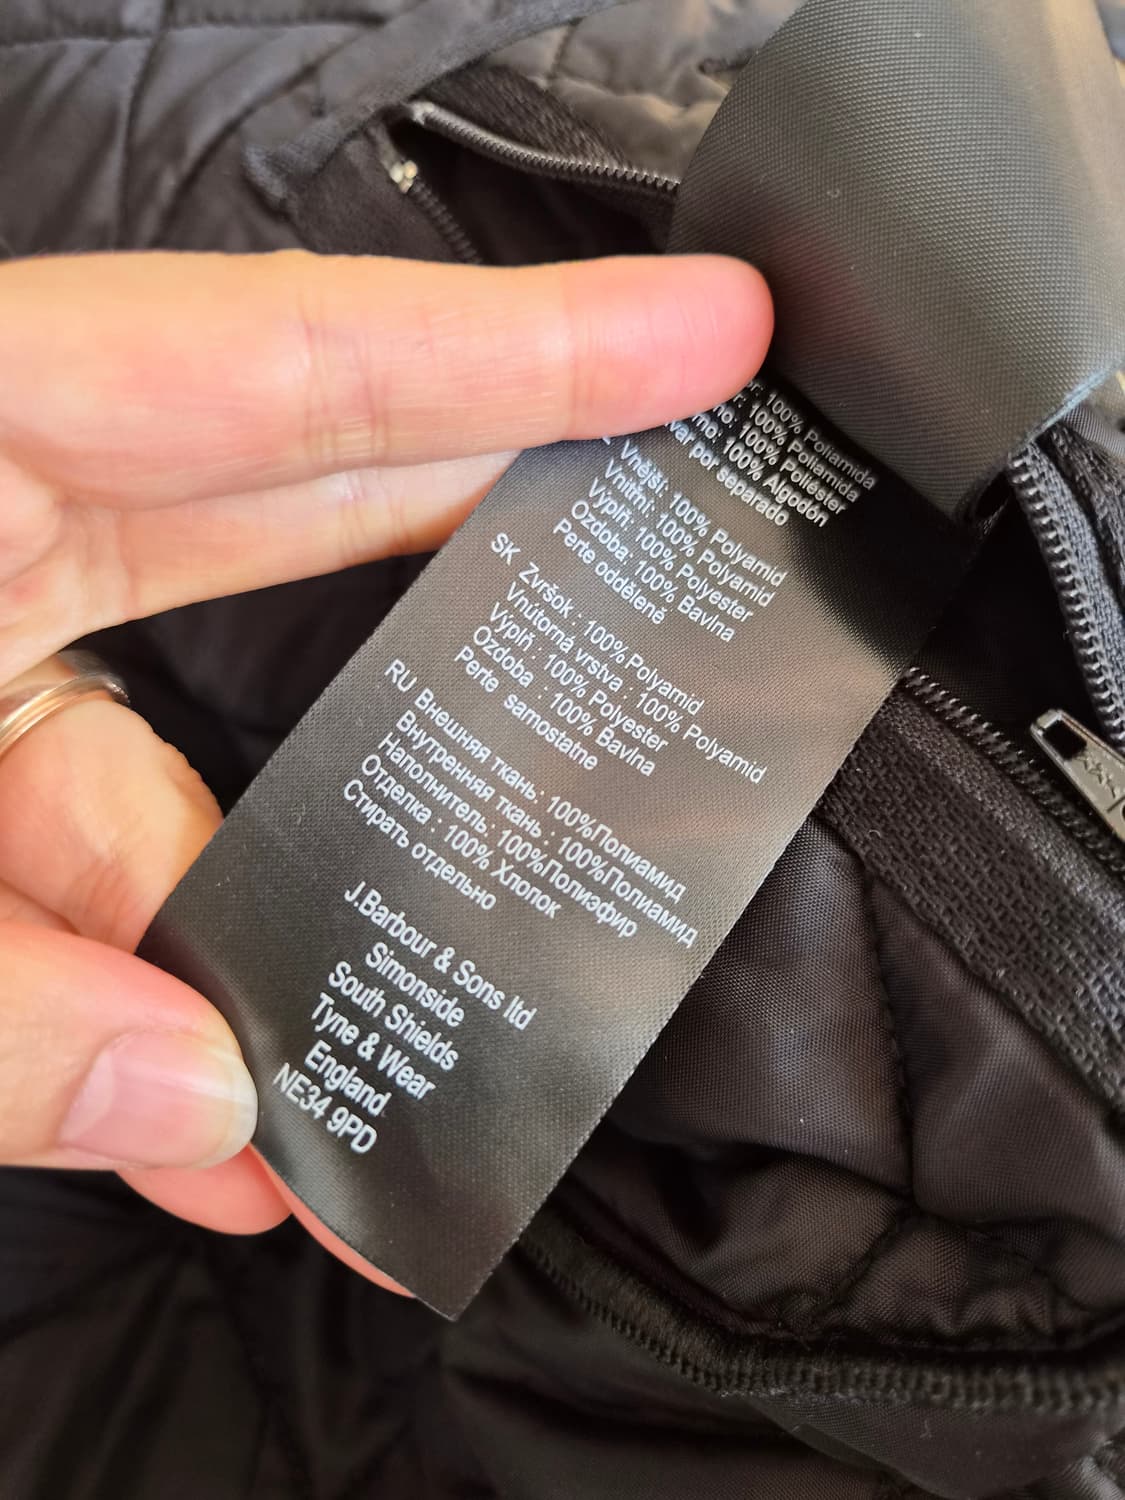 100% Poliamida
100% Poliamida
100% Poliester
100% Algodón
por separado
Vnější: 100% Polyamid
Vnitřní: 100% Polyamid
Výplň: 100% Polyester
Ozdoba: 100% Bavlna
Perte odděleně
SK Zvršok : 100% Polyamid
Vnútorná vrstva : 100% Polyamid
Výplň : 100% Polyester
Ozdoba : 100% Bavlna
Perte samostatne
RU Внешняя ткань: 100%Полиамид
Внутренняя ткань : 100%Полиамид
Наполнитель: 100%Полиэфир
Отделка : 100% Хлопок
Стирать отдельно
J.Barbour & Sons ltd
Simonside
South Shields
Tyne & Wear
England
NE34 9PD